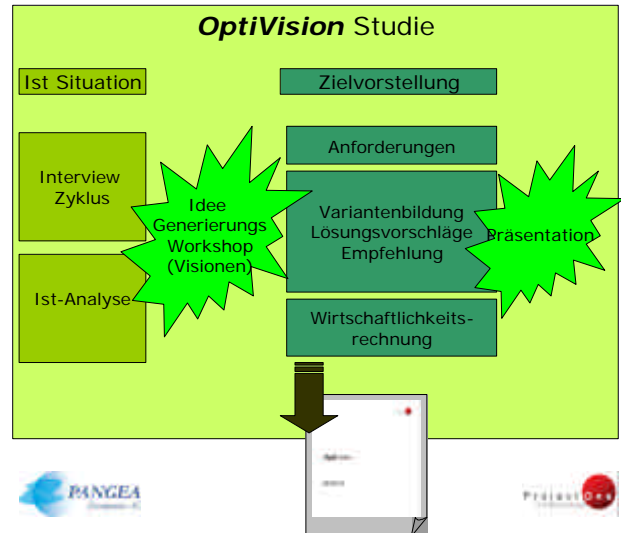 OptiVision Studie
Ist Situation
Zielvorstellung
Interview
Zyklus
Ist-Analyse
Idee
Generierungs
Workshop
(Visionen)
Anforderungen
Variantenbildung
Lösungsvorschläge
Empfehlung
Wirtschaftlichkeits-
rechnung
Präsentation
PANGEA